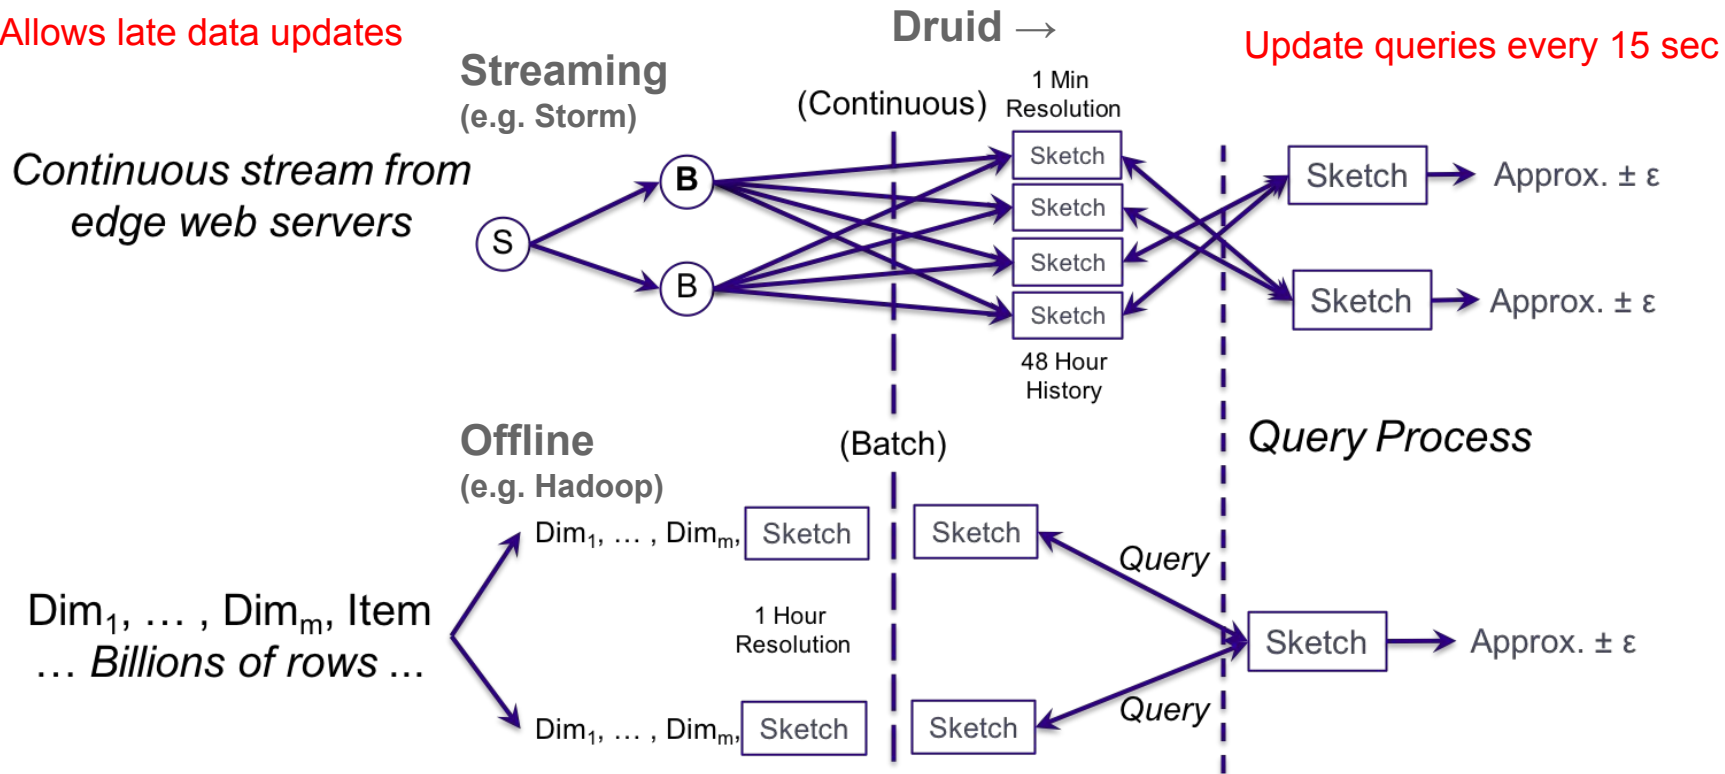 Allows late data updates
Druid →
Update queries every 15 sec
Streaming
(e.g. Storm)
(Continuous)
1 Min
Resolution
Continuous stream from
edge web servers
S
B
B
Sketch
Sketch
Sketch
Sketch
48 Hour
History
Sketch
Approx. ± ε
Sketch
Approx. ± ε
Offline
(e.g. Hadoop)
(Batch)
Query Process
Dim₁, … , Dimₘ, Sketch
Sketch
Query
Dim₁, … , Dimₘ, Item
… Billions of rows ...
1 Hour
Resolution
Sketch
Approx. ± ε
Query
Dim₁, … , Dimₘ, Sketch
Sketch